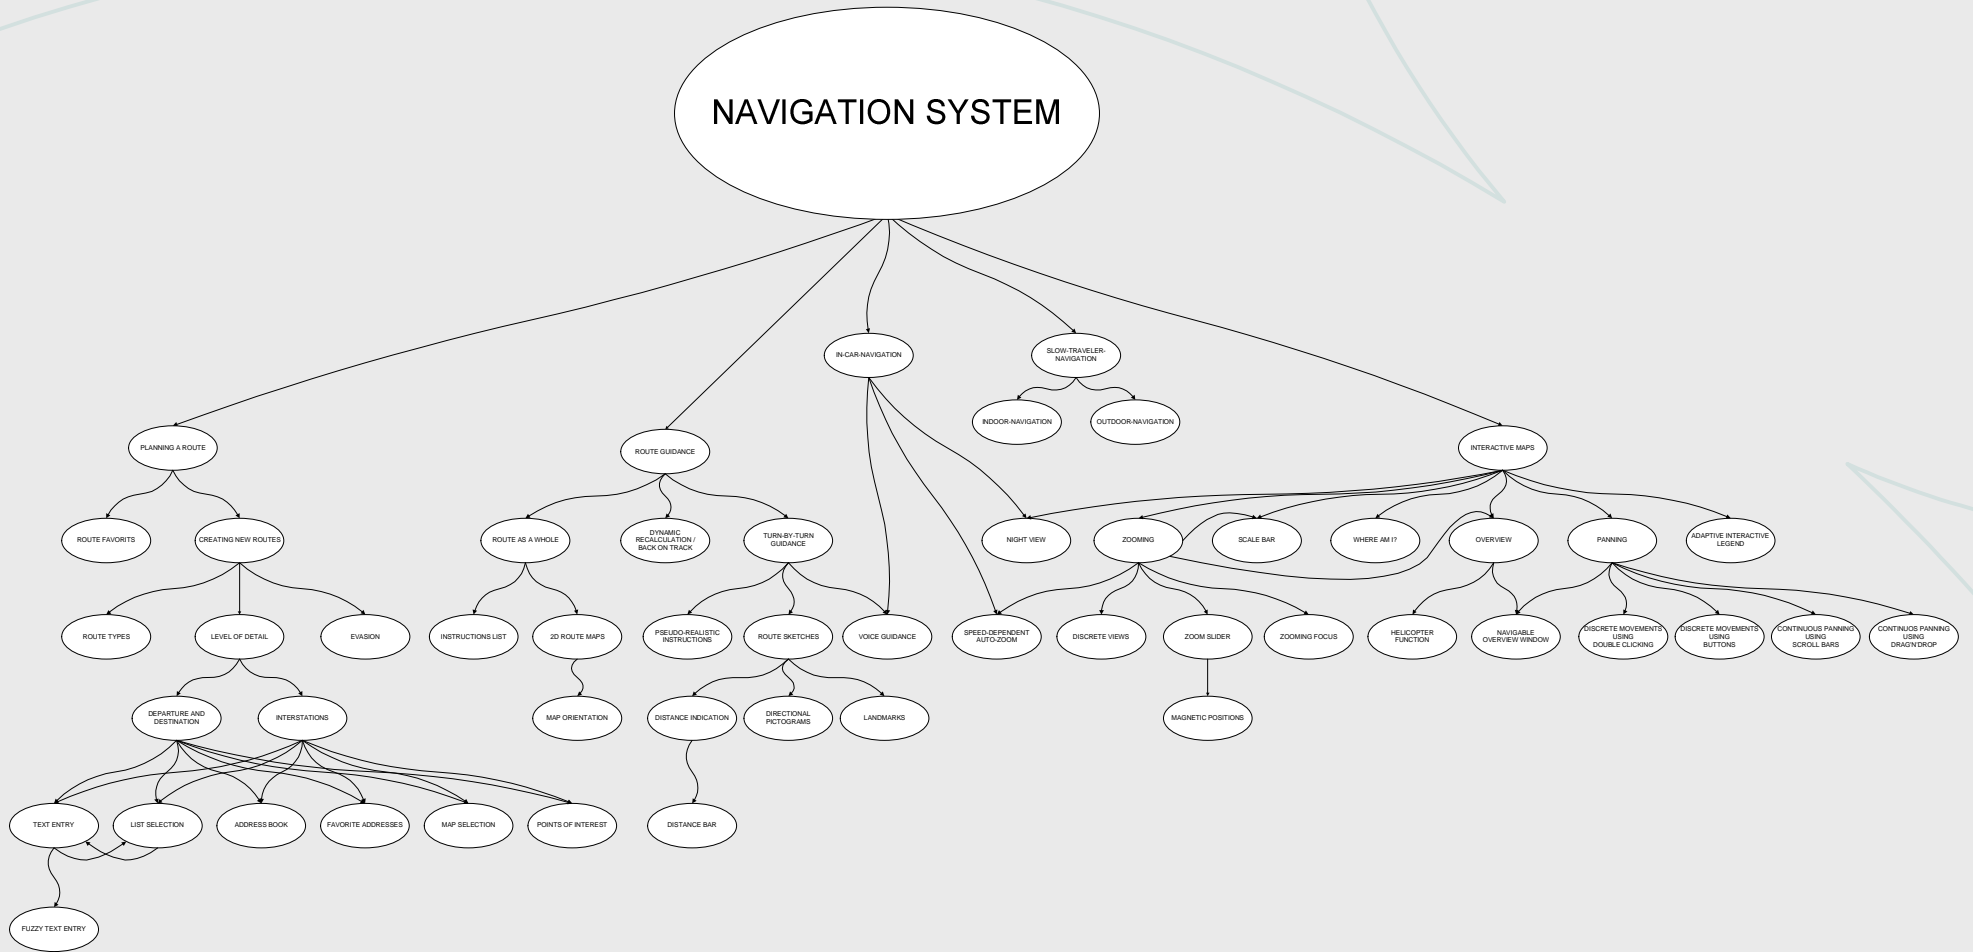 NAVIGATION SYSTEM
IN-CAR-NAVIGATION
SLOW-TRAVELER-
NAVIGATION
INDOOR-NAVIGATION
OUTDOOR-NAVIGATION
PLANNING A ROUTE
ROUTE GUIDANCE
INTERACTIVE MAPS
ROUTE FAVORITS
CREATING NEW ROUTES
ROUTE AS A WHOLE
DYNAMIC
RECALCULATION /
BACK ON TRACK
TURN-BY-TURN
GUIDANCE
NIGHT VIEW
ZOOMING
SCALE BAR
WHERE AM I?
OVERVIEW
PANNING
ADAPTIVE INTERACTIVE
LEGEND
ROUTE TYPES
LEVEL OF DETAIL
EVASION
INSTRUCTIONS LIST
2D ROUTE MAPS
PSEUDO-REALISTIC
INSTRUCTIONS
ROUTE SKETCHES
VOICE GUIDANCE
SPEED-DEPENDENT
AUTO-ZOOM
DISCRETE VIEWS
ZOOM SLIDER
ZOOMING FOCUS
HELICOPTER
FUNCTION
NAVIGABLE
OVERVIEW WINDOW
DISCRETE MOVEMENTS
USING
DOUBLE CLICKING
DISCRETE MOVEMENTS
USING
BUTTONS
CONTINUOUS PANNING
USING
SCROLL BARS
CONTINUOS PANNING
USING
DRAG'N'DROP
DEPARTURE AND
DESTINATION
INTERSTATIONS
MAP ORIENTATION
DISTANCE INDICATION
DIRECTIONAL
PICTOGRAMS
LANDMARKS
MAGNETIC POSITIONS
TEXT ENTRY
LIST SELECTION
ADDRESS BOOK
FAVORITE ADDRESSES
MAP SELECTION
POINTS OF INTEREST
DISTANCE BAR
FUZZY TEXT ENTRY